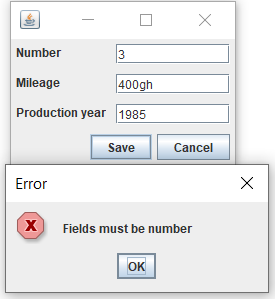 Number 3
Mileage 400gh
Production year 1985
Save Cancel
Error
Fields must be number
OK